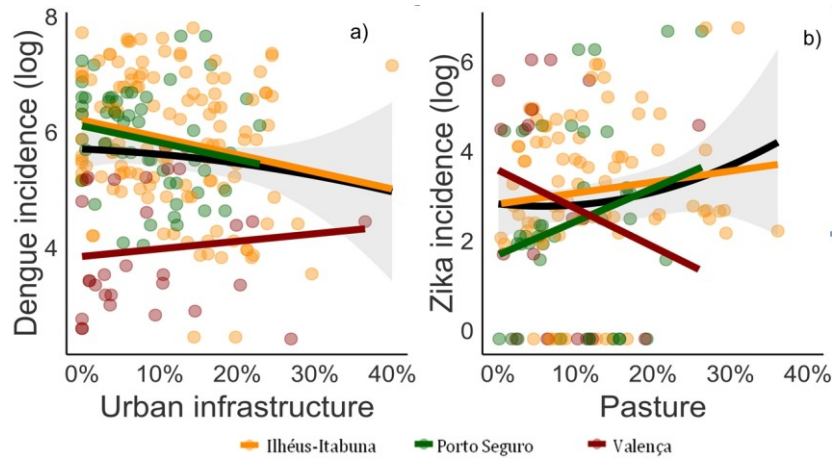 a)
Dengue incidence (log)
8
6
4
0% 10% 20% 30% 40%
Urban infrastructure
b)
Zika incidence (log)
6
4
2
0
0% 10% 20% 30% 40%
Pasture
Ilhéus-Itabuna Porto Seguro Valença